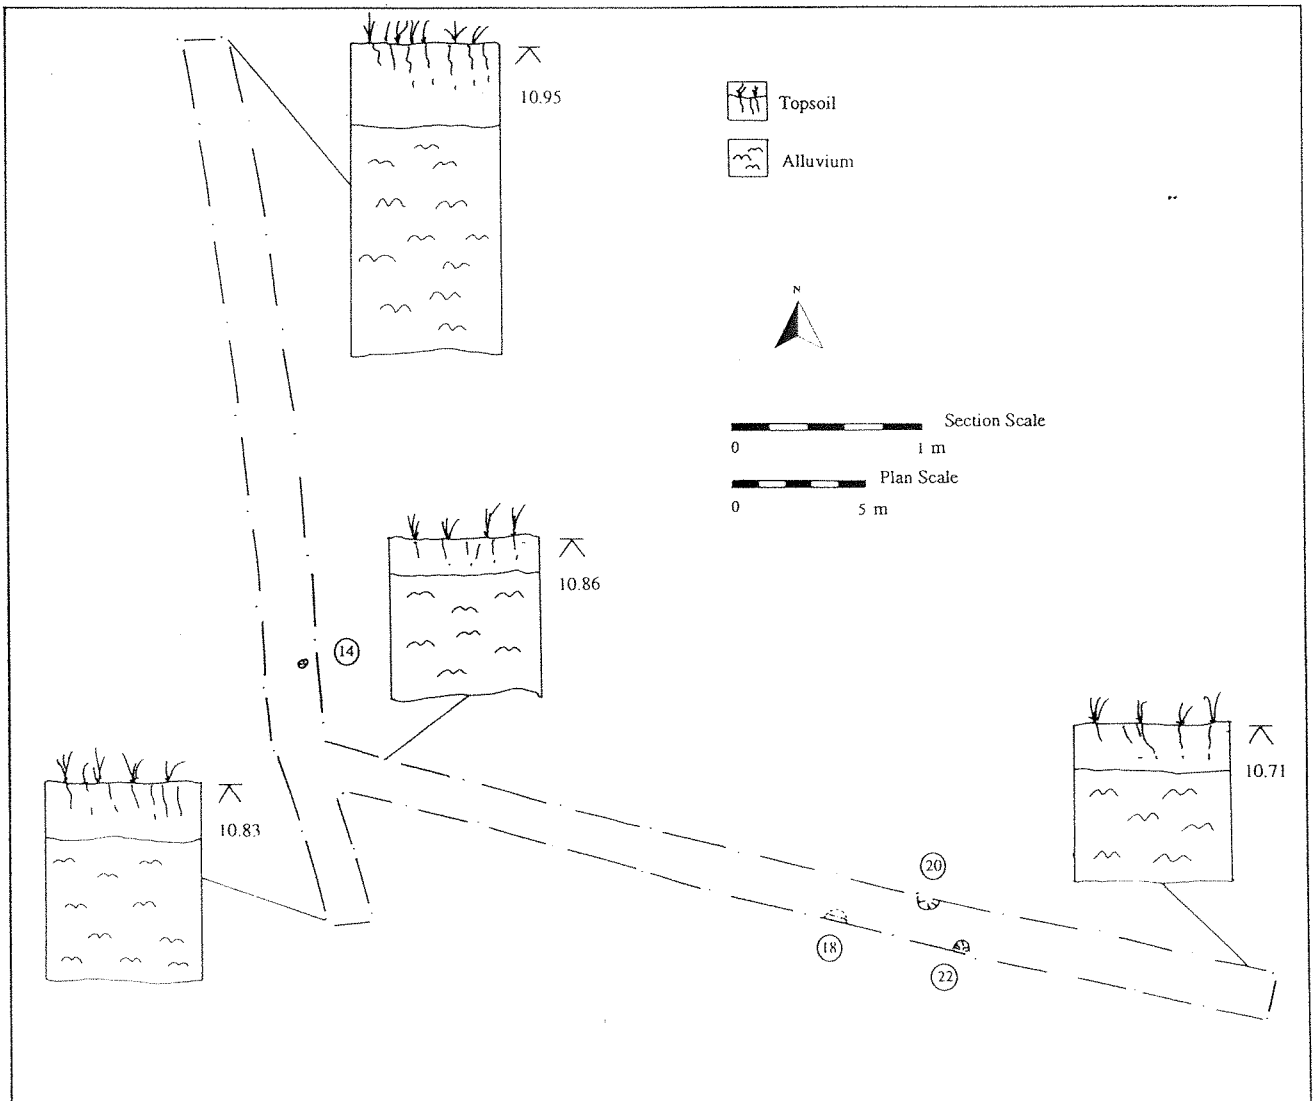 10.95
Topsoil
Alluvium
N
Section Scale
0 1 m
Plan Scale
0 5 m
10.86
14
10.71
10.83
20
18
22